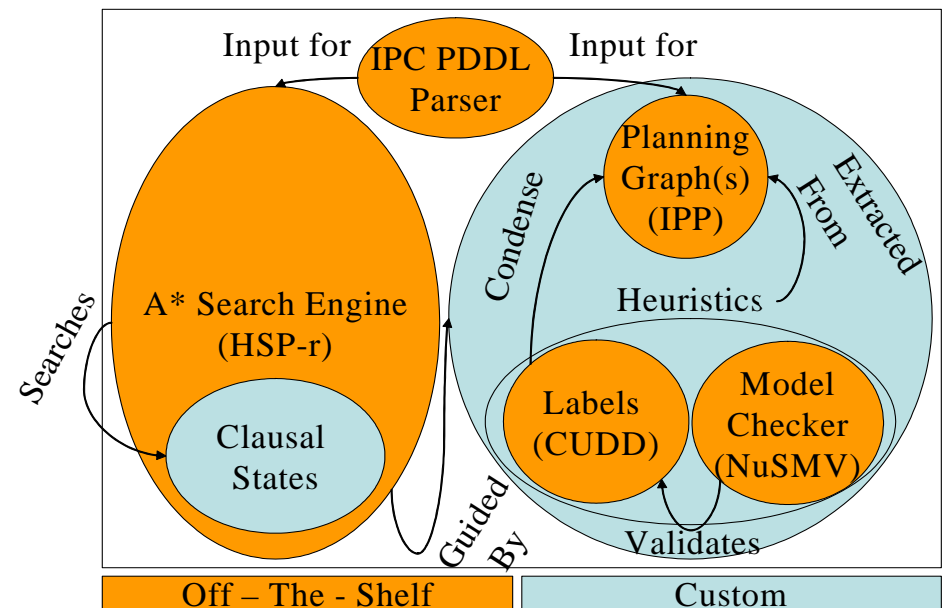 Input for
IPC PDDL
Parser
Input for
Planning
Graph(s)
(IPP)
Condense
From
Extracted
Heuristics
A* Search Engine
(HSP-r)
Searches
Clausal
States
Labels
(CUDD)
Model
Checker
(NuSMV)
Guided
By
Validates
Off – The - Shelf
Custom